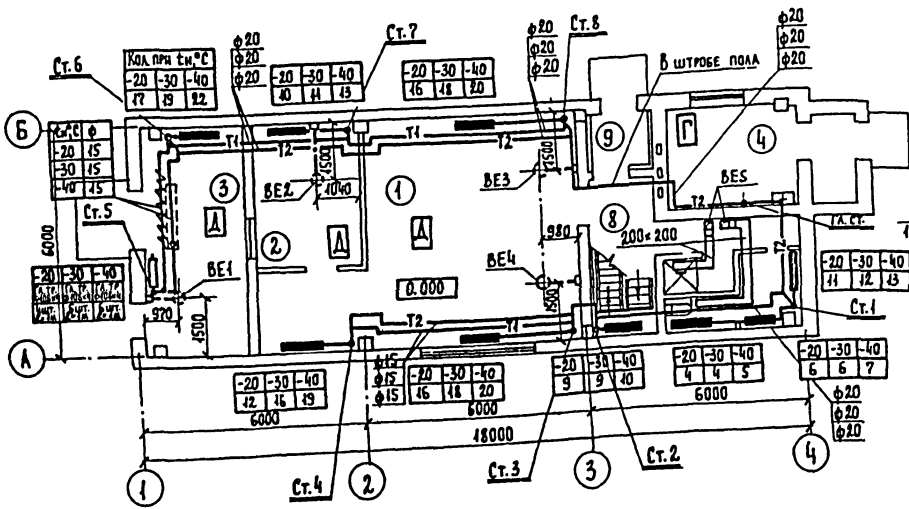 Ст.6
Кол при tн,°C
-20 -30 -40
17 19 22
ф20
ф20
ф20
Ст.7
-20 -30 -40
10 11 13
-20 -30 -40
16 18 20
ф20
ф20
ф20
Ст.8
В штробе пола
ф20
ф20
ф20
Б
tн,°C ф
-20 15
-30 15
-40 15
Т1
Т2
Т1
Т2
1500
1040
1500
9
Г
4
3
ВЕ2
1
ВЕ3
ВЕ5
Т2
Гл. ст.
Ст.5
6000
Д
2
Д
Д
980
8
200×200
Т2
-20 -30 -40
11 12 13
ВЕ1
ВЕ4
0.000
-20 -30 -40
970
1500
1500
Т2
Т1
Ст.1
А
-20 -30 -40
12 16 19
ф15
ф15
ф15
-20 -30 -40
16 18 20
-20 -30 -40
9 9 10
-20 -30 -40
4 4 5
-20 -30 -40
6 6 7
ф20
ф20
ф20
6000
6000
6000
18000
Ст.4
Ст.3
Ст.2
1
2
3
4